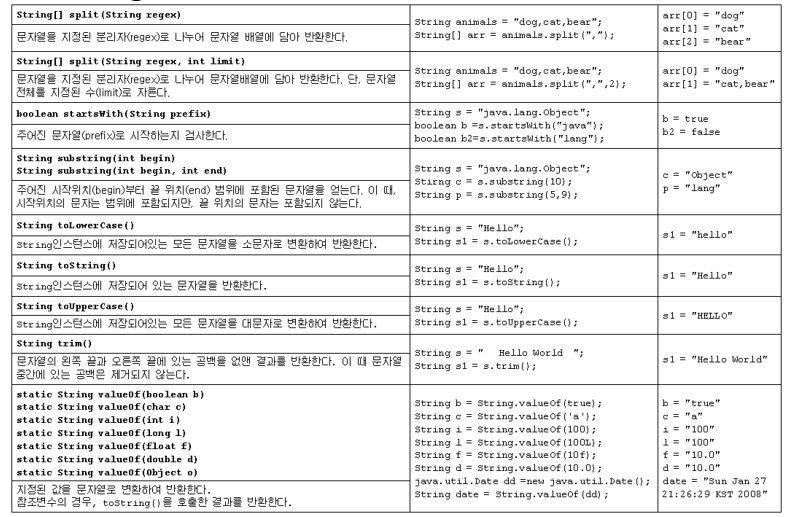 String[] split(String regex)
문자열을 지정된 분리자(regex)로 나누어 문자열 배열에 담아 반환한다.
String animals = "dog,cat,bear";
String[] arr = animals.split(",");
arr[0] = "dog"
arr[1] = "cat"
arr[2] = "bear"
String[] split(String regex, int limit)
문자열을 지정된 분리자(regex)로 나누어 문자열배열에 담아 반환한다. 단, 문자열
전체를 지정된 수(limit)로 자른다.
String animals = "dog,cat,bear";
String[] arr = animals.split(",",2);
arr[0] = "dog"
arr[1] = "cat,bear"
boolean startsWith(String prefix)
주어진 문자열(prefix)로 시작하는지 검사한다.
String s = "java.lang.Object";
boolean b =s.startsWith("java");
boolean b2=s.startsWith("lang");
b = true
b2 = false
String substring(int begin)
String substring(int begin, int end)
주어진 시작위치(begin)부터 끝 위치(end) 범위에 포함된 문자열을 얻는다. 이 때,
시작위치의 문자는 범위에 포함되지만, 끝 위치의 문자는 포함되지 않는다.
String s = "java.lang.Object";
Stirng c = s.substring(10);
String p = s.substring(5,9);
c = "Object"
p = "lang"
String toLowerCase()
String인스턴스에 저장되어있는 모든 문자열을 소문자로 변환하여 반환한다.
String s = "Hello";
String s1 = s.toLowerCase();
s1 = "hello"
String toString()
String인스턴스에 저장되어 있는 문자열을 반환한다.
String s = "Hello";
String s1 = s.toString();
s1 = "Hello"
String toUpperCase()
String인스턴스에 저장되어있는 모든 문자열을 대문자로 변환하여 반환한다.
String s = "Hello";
String s1 = s.toUpperCase();
s1 = "HELLO"
String trim()
문자열의 왼쪽 끝과 오른쪽 끝에 있는 공백을 없앤 결과를 반환한다. 이 때 문자열
중간에 있는 공백은 제거되지 않는다.
String s = "   Hello World  ";
String s1 = s.trim();
s1 = "Hello World"
static String valueOf(boolean b)
static String valueOf(char c)
static String valueOf(int i)
static String valueOf(long l)
static String valueOf(float f)
static String valueOf(double d)
static String valueOf(Object o)
지정된 값을 문자열로 변환하여 반환한다.
참조변수의 경우, toString()을 호출한 결과를 반환한다.
String b = String.valueOf(true);
String c = String.valueOf('a');
String i = String.valueOf(100);
String l = String.valueOf(100L);
String f = String.valueOf(10f);
String d = String.valueOf(10.0);
java.util.Date dd =new java.util.Date();
String date = String.valueOf(dd);
b = "true"
c = "a"
i = "100"
l = "100"
f = "10.0"
d = "10.0"
date = "Sun Jan 27
21:26:29 KST 2008"